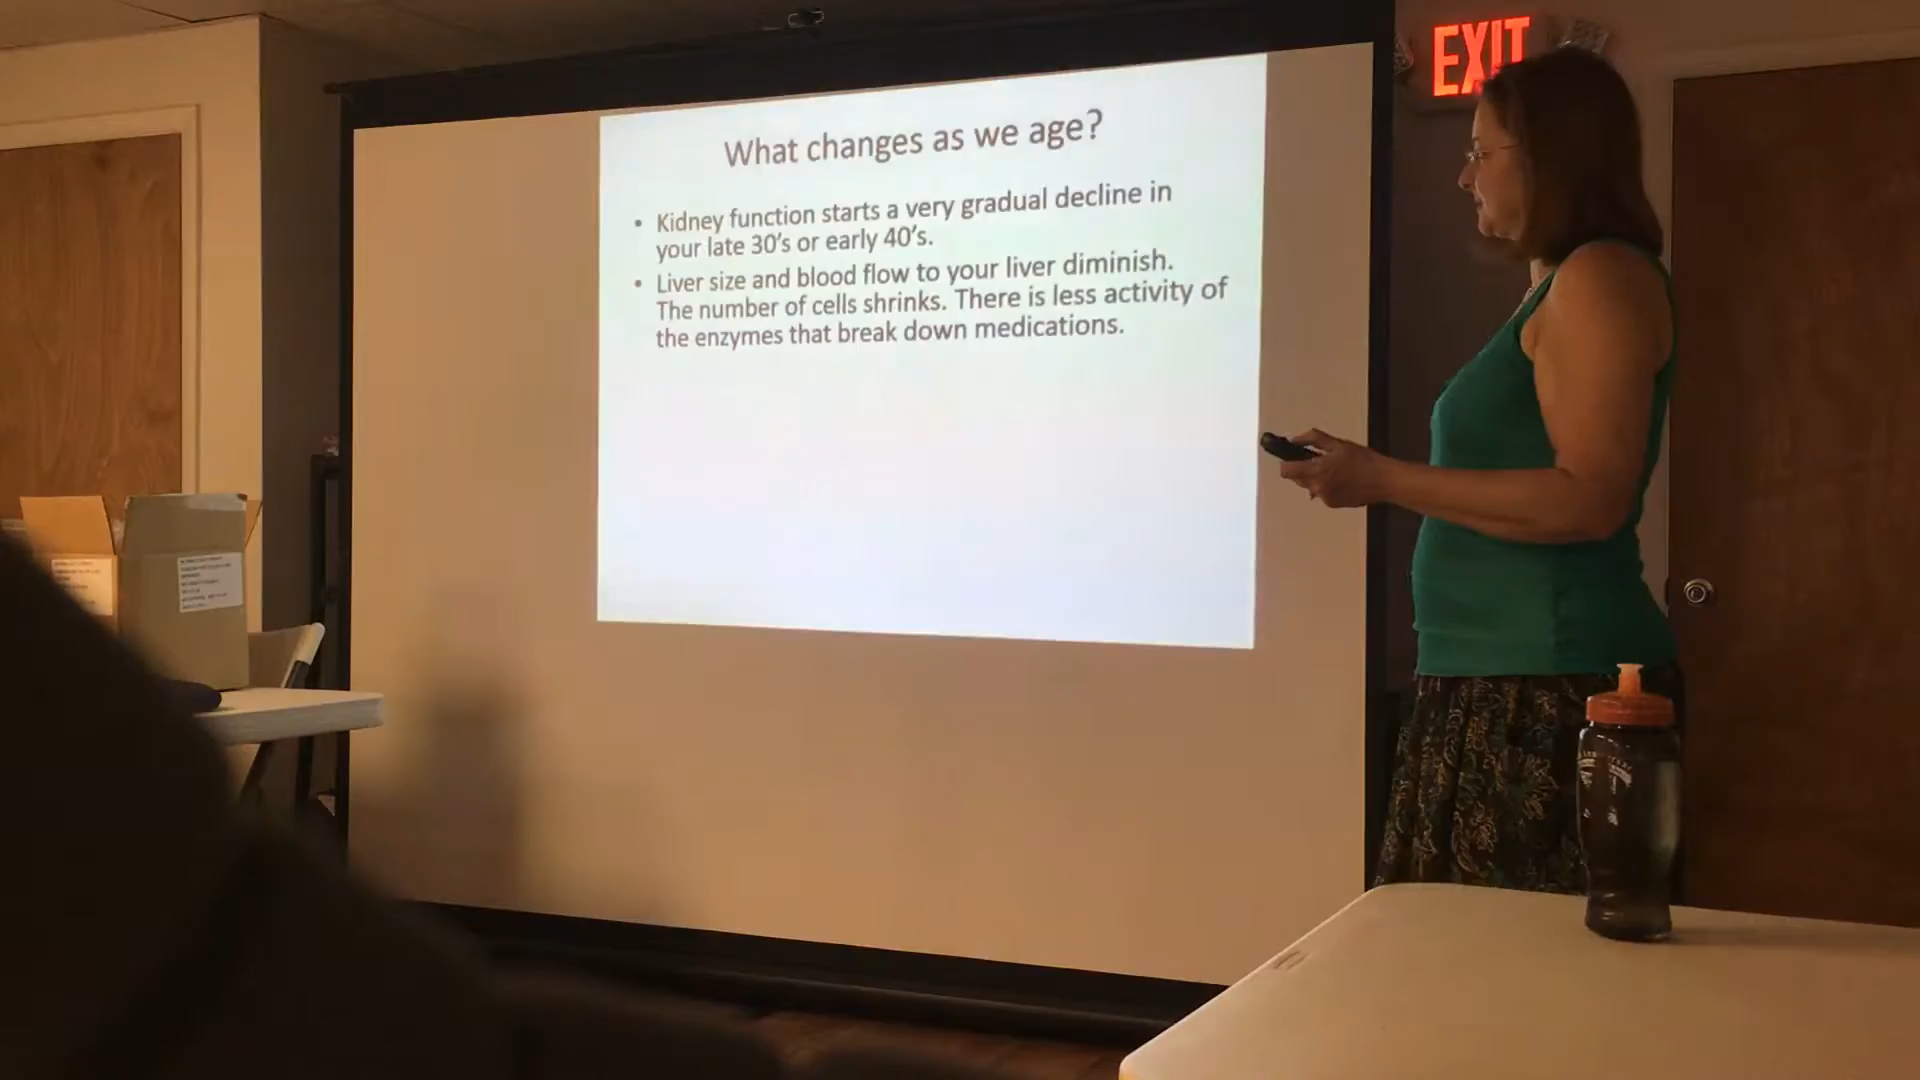 EXIT
What changes as we age?
• Kidney function starts a very gradual decline in
your late 30's or early 40's.
• Liver size and blood flow to your liver diminish.
The number of cells shrinks. There is less activity of
the enzymes that break down medications.